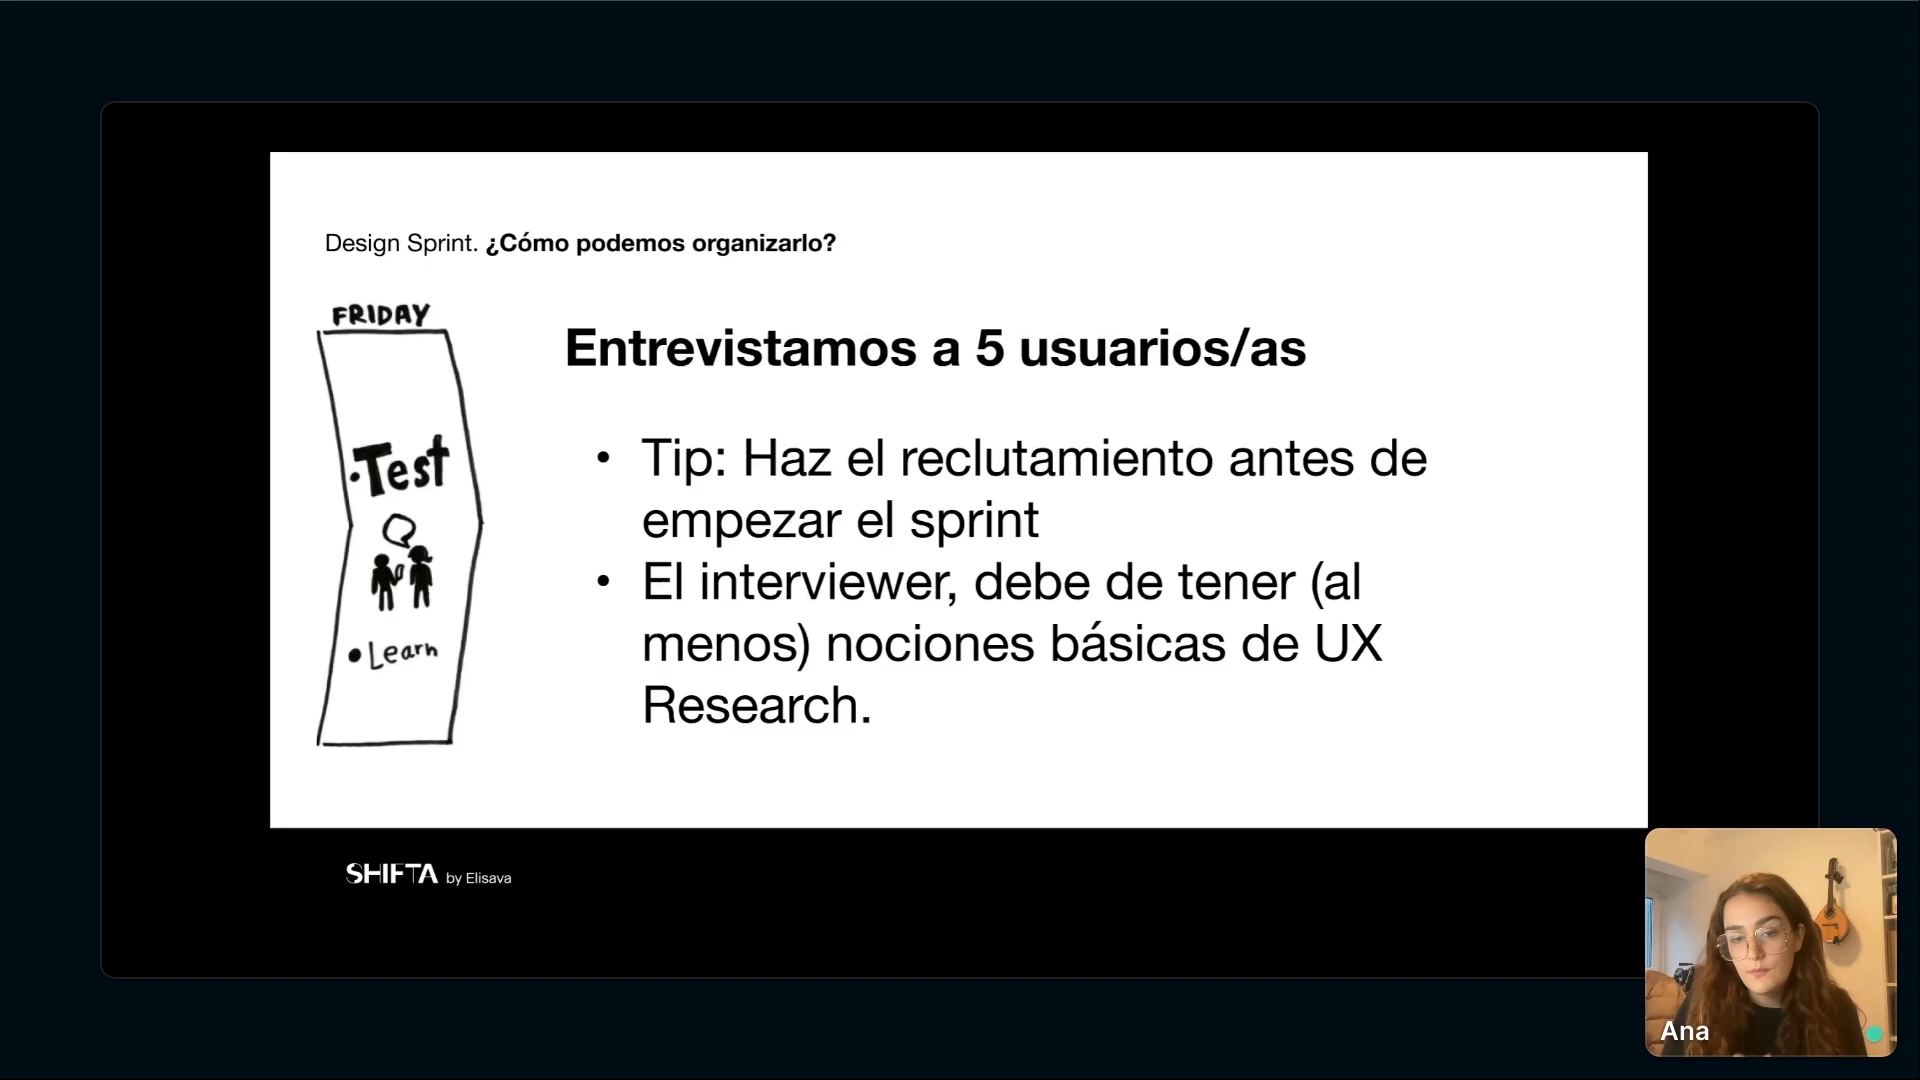 Design Sprint. ¿Cómo podemos organizarlo?
FRIDAY
•Test
•Learn
Entrevistamos a 5 usuarios/as
• Tip: Haz el reclutamiento antes de
empezar el sprint
• El interviewer, debe de tener (al
menos) nociones básicas de UX
Research.
SHIFTA by Elisava
Ana